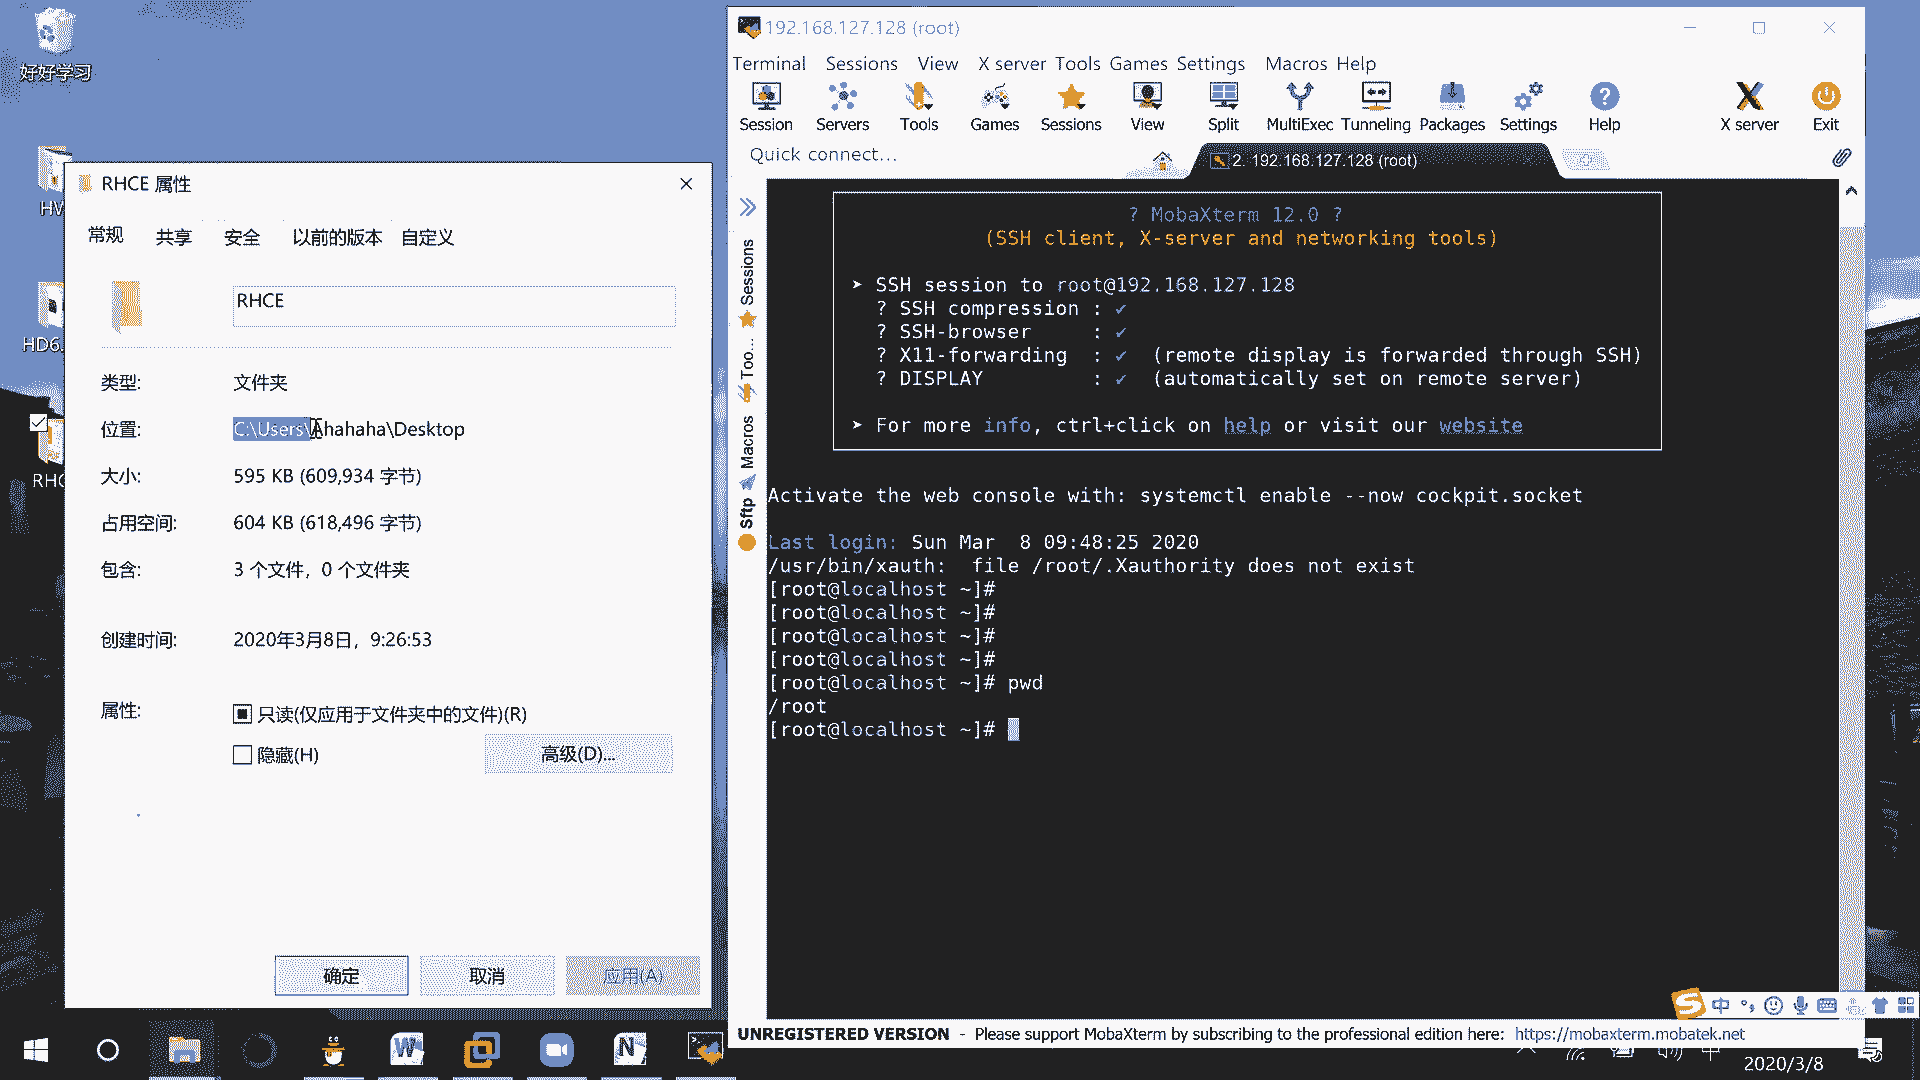 好好学习
HW
HD6.
RHC
RHCE 属性
常规 共享 安全 以前的版本 自定义
RHCE
类型: 文件夹
位置: C:\Users\Ahahaha\Desktop
大小: 595 KB (609,934 字节)
占用空间: 604 KB (618,496 字节)
包含: 3 个文件, 0 个文件夹
创建时间: 2020年3月8日, 9:26:53
属性: 只读(仅应用于文件夹中的文件)(R)
隐藏(H) 高级(D)...
确定 取消 应用(A)
192.168.127.128 (root)
Terminal Sessions View X server Tools Games Settings Macros Help
Session Servers Tools Games Sessions View Split MultiExec Tunneling Packages Settings Help X server Exit
Quick connect...
2. 192.168.127.128 (root)
Sessions
Too...
Macros
Sftp
? MobaXterm 12.0 ?
(SSH client, X-server and networking tools)
➤ SSH session to root@192.168.127.128
? SSH compression : ✔
? SSH-browser : ✔
? X11-forwarding : ✔ (remote display is forwarded through SSH)
? DISPLAY : ✔ (automatically set on remote server)
➤ For more info, ctrl+click on help or visit our website
Activate the web console with: systemctl enable --now cockpit.socket
Last login: Sun Mar 8 09:48:25 2020
/usr/bin/xauth: file /root/.Xauthority does not exist
[root@localhost ~]#
[root@localhost ~]#
[root@localhost ~]#
[root@localhost ~]#
[root@localhost ~]# pwd
/root
[root@localhost ~]#
中
UNREGISTERED VERSION - Please support MobaXterm by subscribing to the professional edition here: https://mobaxterm.mobatek.net
中
2020/3/8